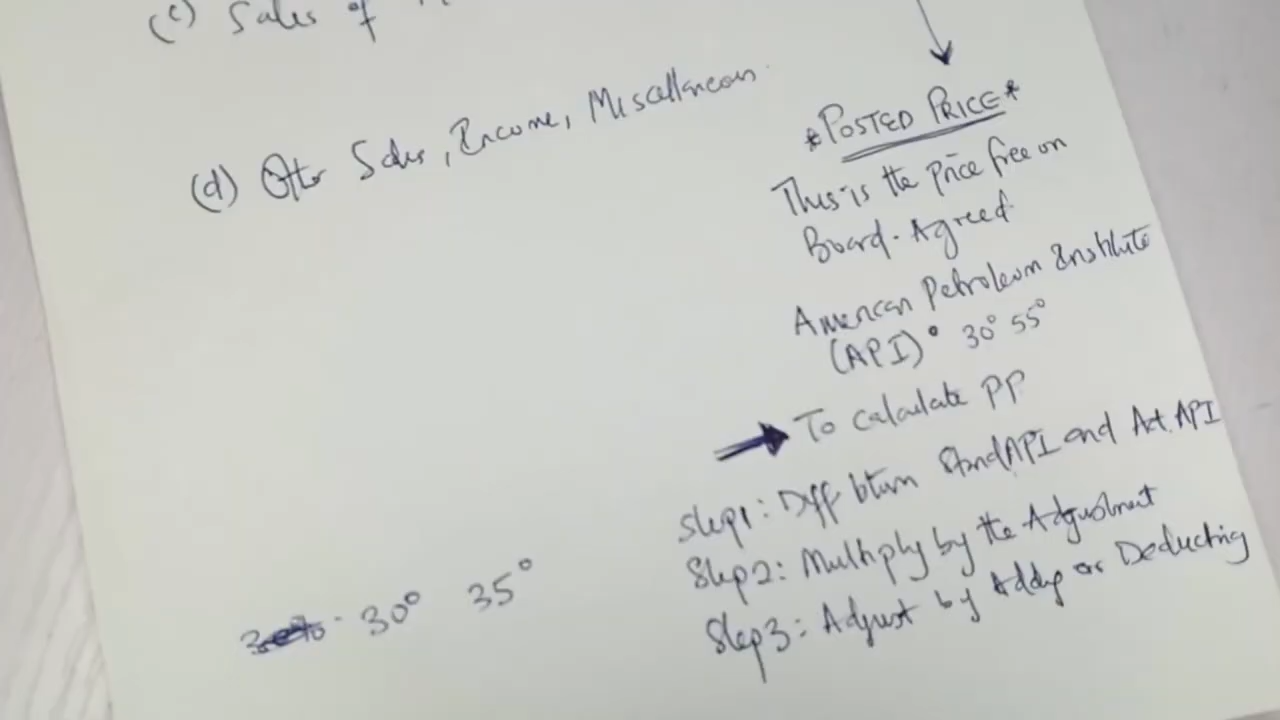 (c) Sales of
(d) Other Sales, Income, Miscellaneous.
*POSTED PRICE*
This is the price free on
Board - Agreed
American Petroleum Institute
(API)° 30° 55°
To calculate PP
Step1: Diff btwn Stand API and Act. API
Step2: Multiply by the Adjustment
Step3: Adjust by Adding or Deducting
30° 35°